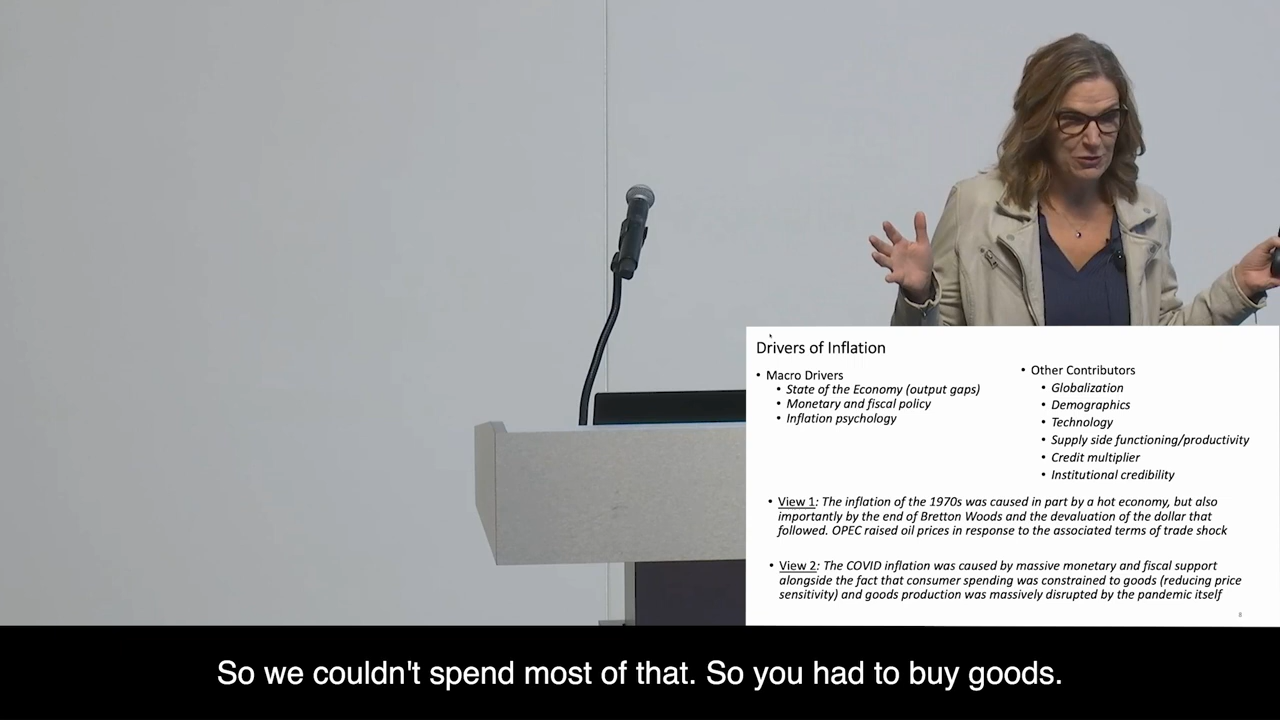 Drivers of Inflation
• Macro Drivers
• State of the Economy (output gaps)
• Monetary and fiscal policy
• Inflation psychology
• Other Contributors
• Globalization
• Demographics
• Technology
• Supply side functioning/productivity
• Credit multiplier
• Institutional credibility
• View 1: The inflation of the 1970s was caused in part by a hot economy, but also
importantly by the end of Bretton Woods and the devaluation of the dollar that
followed. OPEC raised oil prices in response to the associated terms of trade shock
• View 2: The COVID inflation was caused by massive monetary and fiscal support
alongside the fact that consumer spending was constrained to goods (reducing price
sensitivity) and goods production was massively disrupted by the pandemic itself
8
So we couldn't spend most of that. So you had to buy goods.